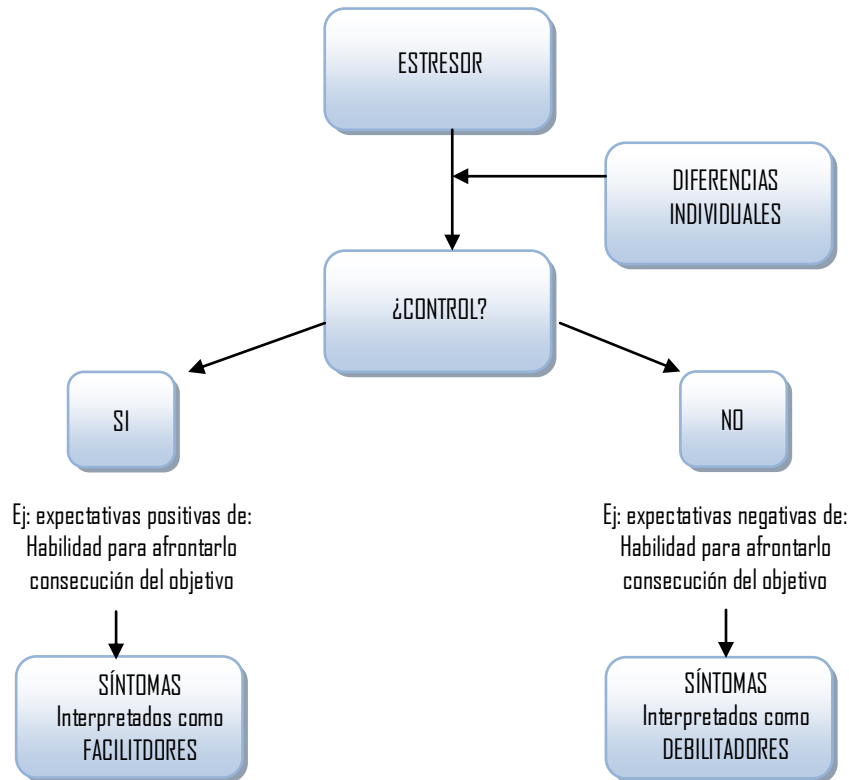 ESTRESOR
DIFERENCIAS
INDIVIDUALES
¿CONTROL?
SI
NO
Ej: expectativas positivas de:
Habilidad para afrontarlo
consecución del objetivo
Ej: expectativas negativas de:
Habilidad para afrontarlo
consecución del objetivo
SÍNTOMAS
Interpretados como
FACILITDORES
SÍNTOMAS
Interpretados como
DEBILITADORES